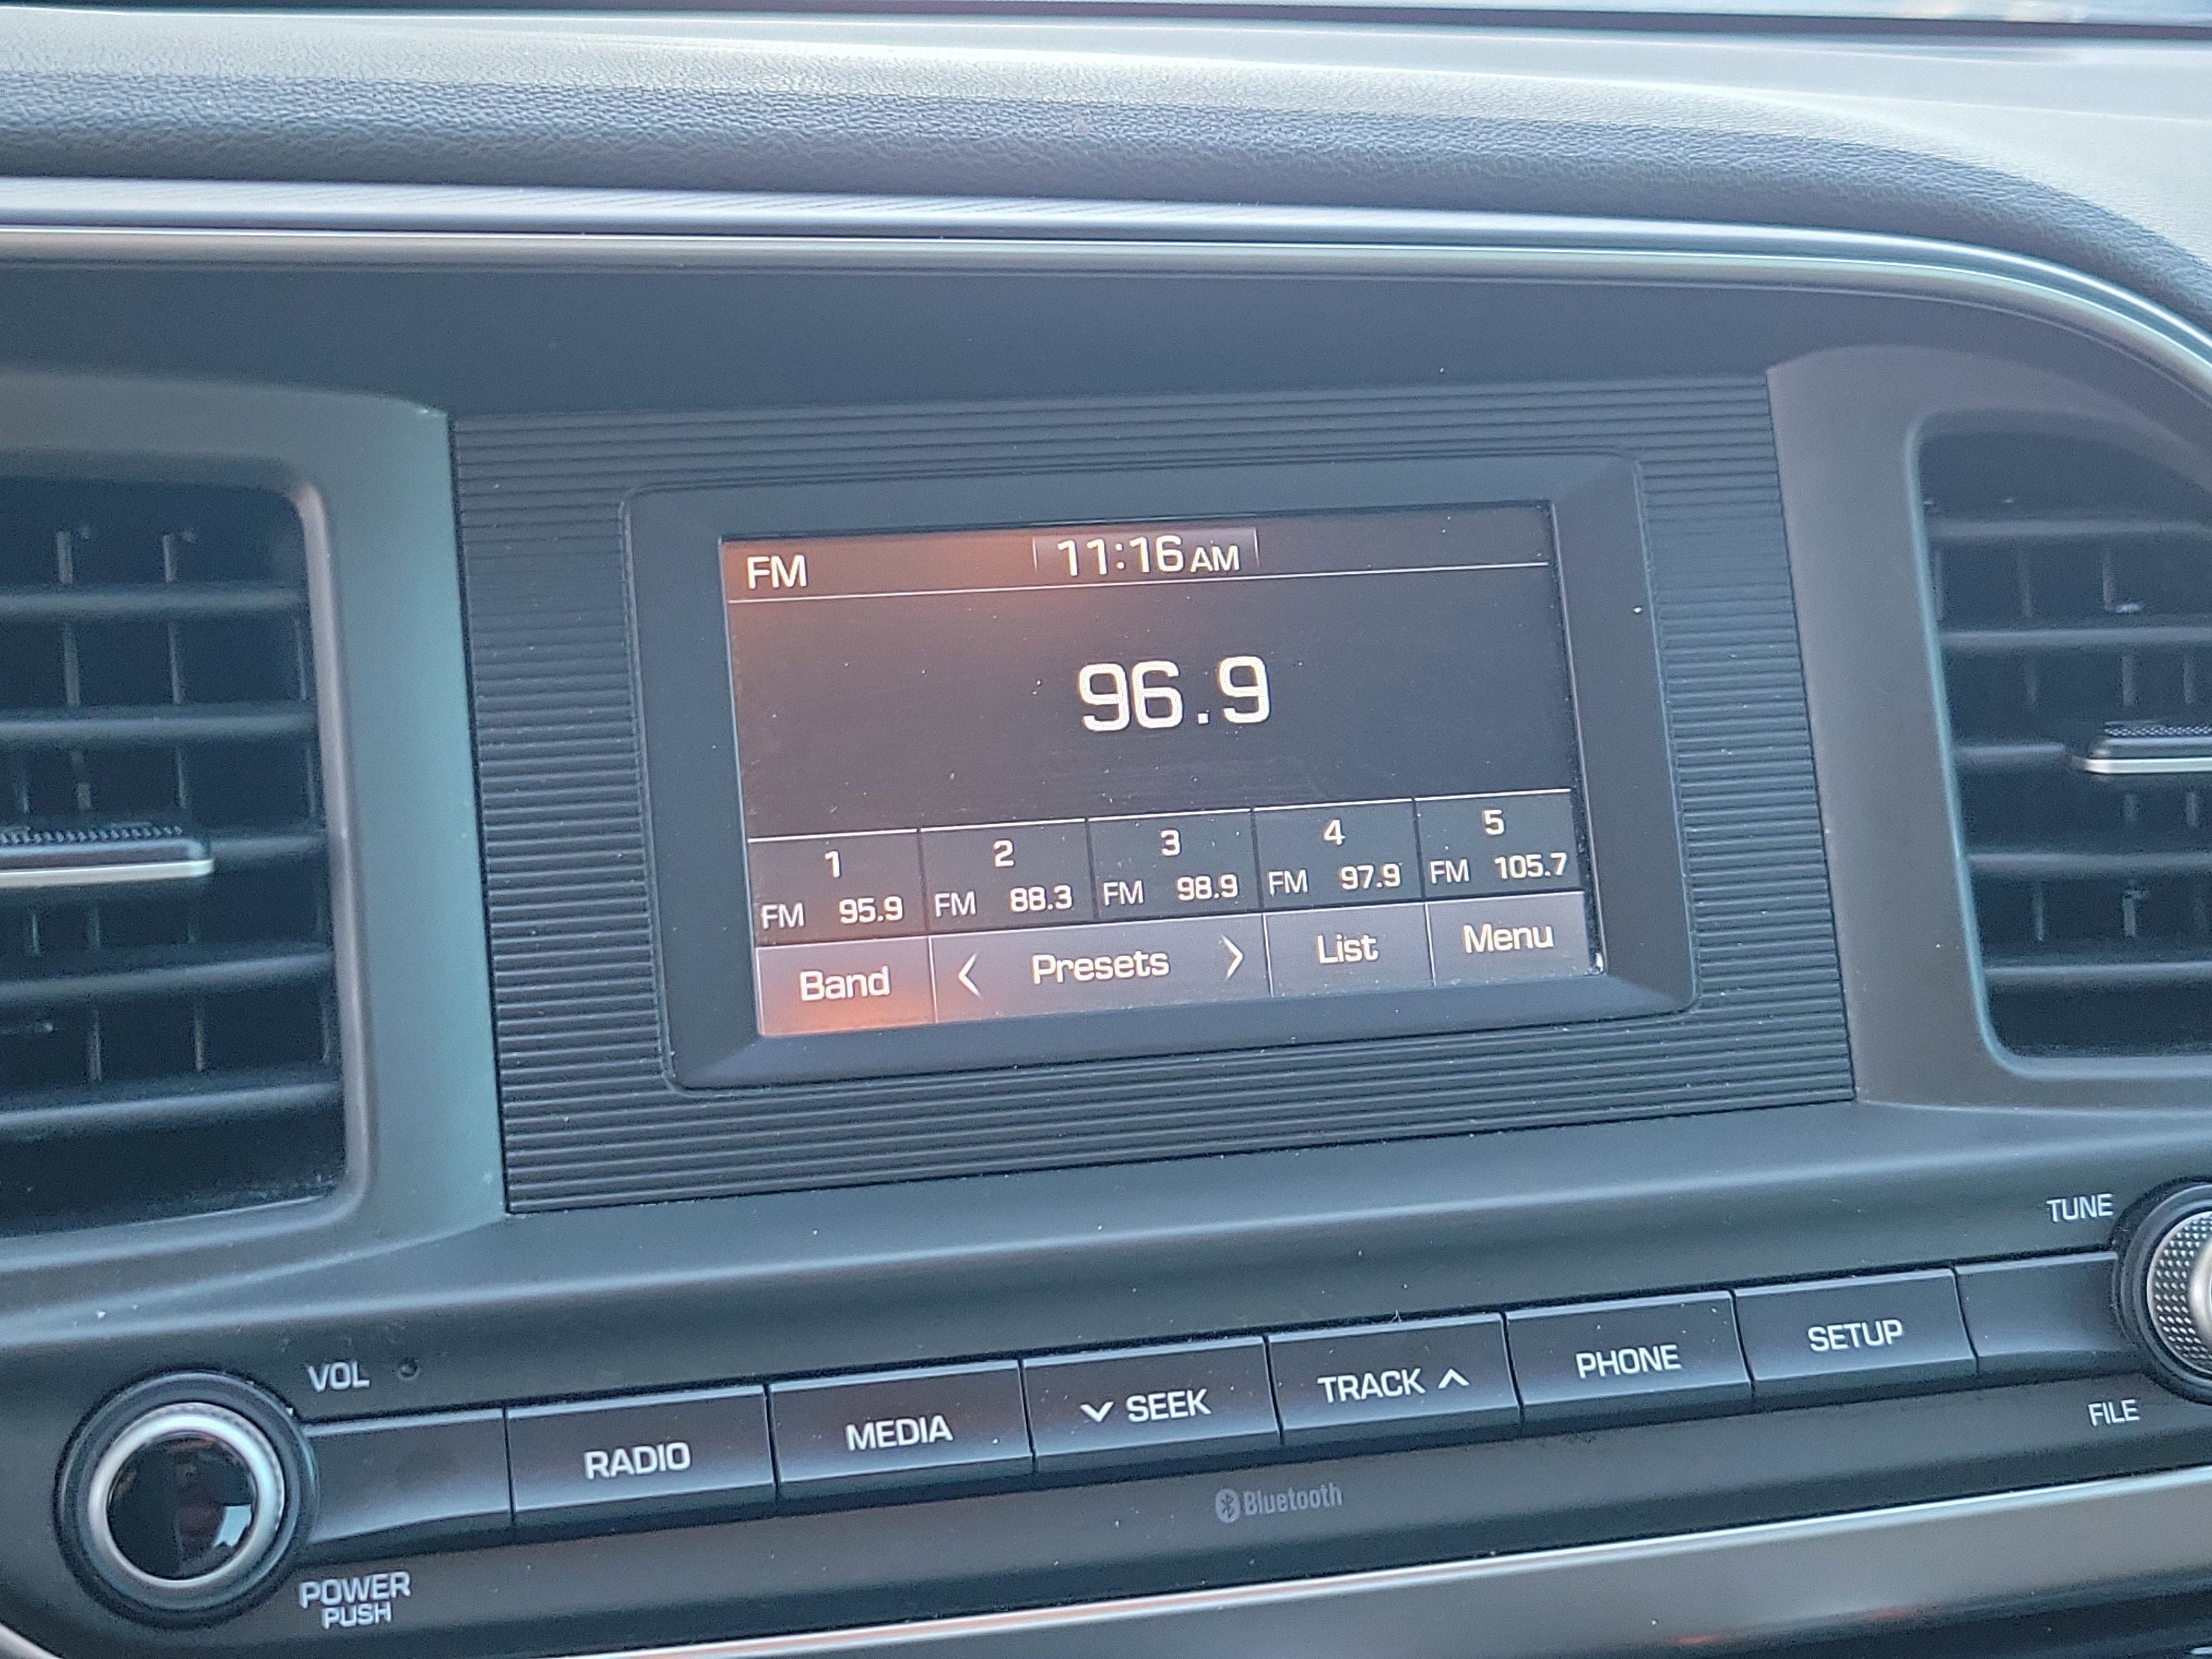 FM 11:16 AM
96.9
1 2 3 4 5
FM 95.9 FM 88.3 FM 98.9 FM 97.9 FM 105.7
Band < Presets > List Menu
TUNE
VOL
RADIO MEDIA SEEK TRACK PHONE SETUP
FILE
Bluetooth
POWER
PUSH